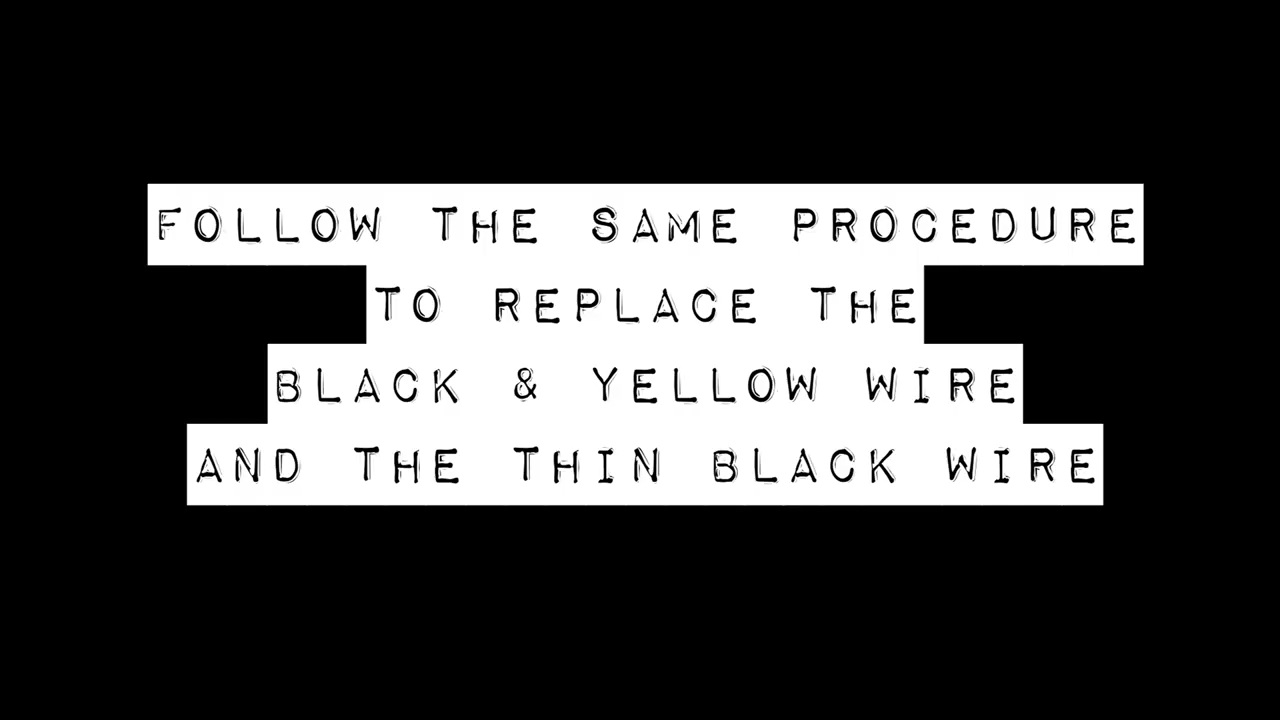 FOLLOW THE SAME PROCEDURE
TO REPLACE THE
BLACK & YELLOW WIRE
AND THE THIN BLACK WIRE